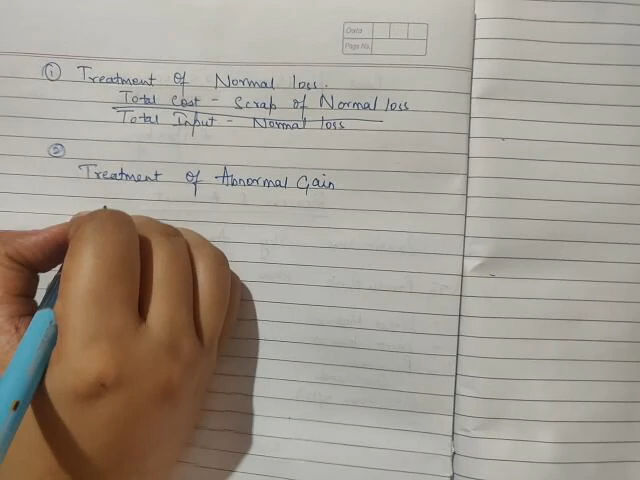 Data
Page No.
① Treatment of Normal loss.
Total Cost - Scrap of Normal loss
Total Input - Normal loss
②
Treatment of Abnormal Gain